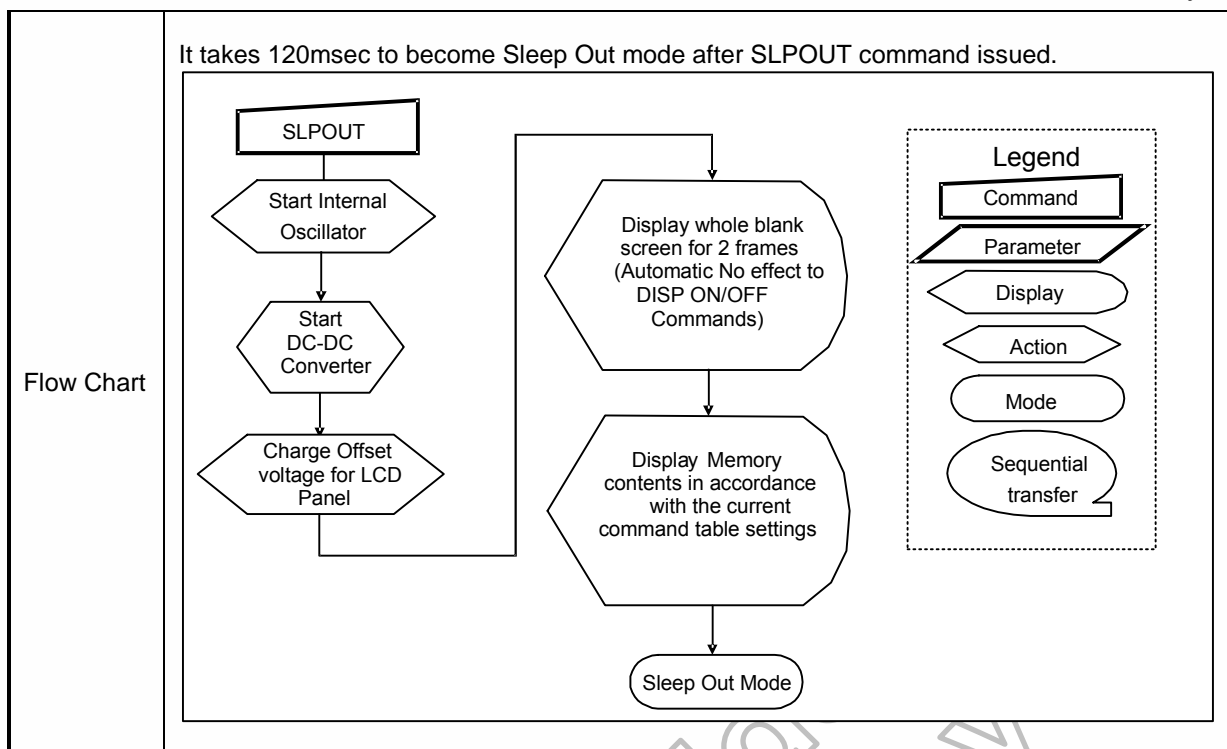 Flow Chart
It takes 120msec to become Sleep Out mode after SLPOUT command issued.
SLPOUT
Start Internal
Oscillator
Start
DC-DC
Converter
Charge Offset
voltage for LCD
Panel
Display whole blank
screen for 2 frames
(Automatic No effect to
DISP ON/OFF
Commands)
Display Memory
contents in accordance
with the current
command table settings
Sleep Out Mode
Legend
Command
Parameter
Display
Action
Mode
Sequential
transfer